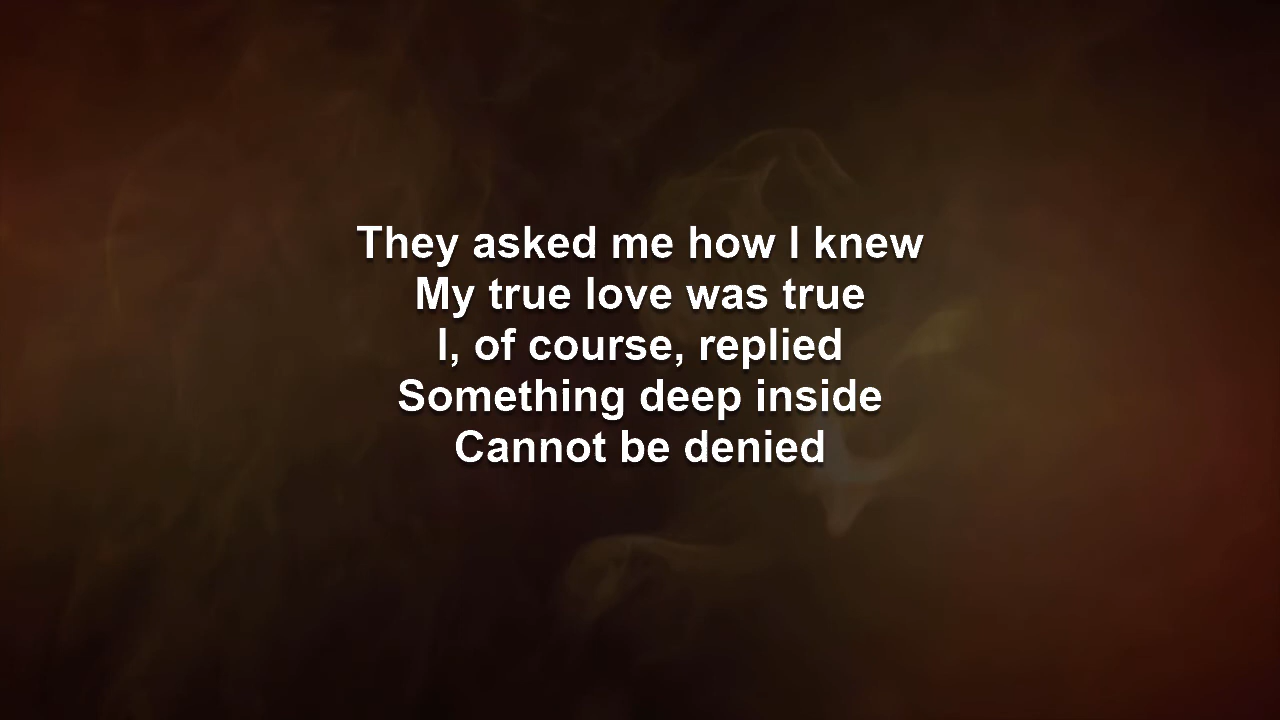 They asked me how I knew
My true love was true
I, of course, replied
Something deep inside
Cannot be denied